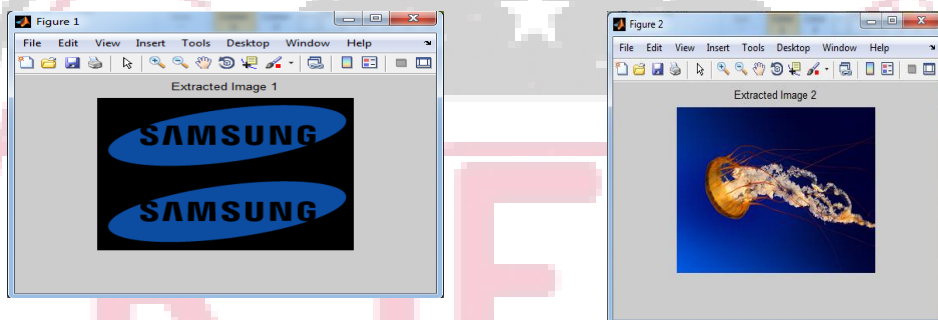 Figure 1
File Edit View Insert Tools Desktop Window Help
Extracted Image 1
SAMSUNG
SAMSUNG
Figure 2
File Edit View Insert Tools Desktop Window Help
Extracted Image 2